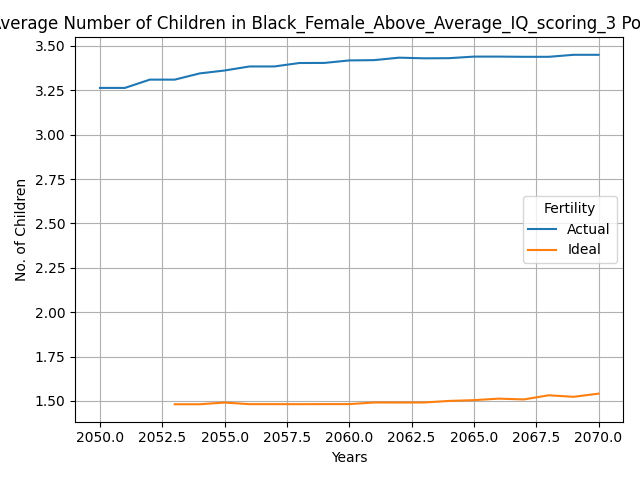 Average Number of Children in Black_Female_Above_Average_IQ_scoring_3 Po
3.50
3.25
3.00
2.75
2.50
2.25
2.00
1.75
1.50
No. of Children
Fertility
Actual
Ideal
2050.0 2052.5 2055.0 2057.5 2060.0 2062.5 2065.0 2067.5 2070.0
Years